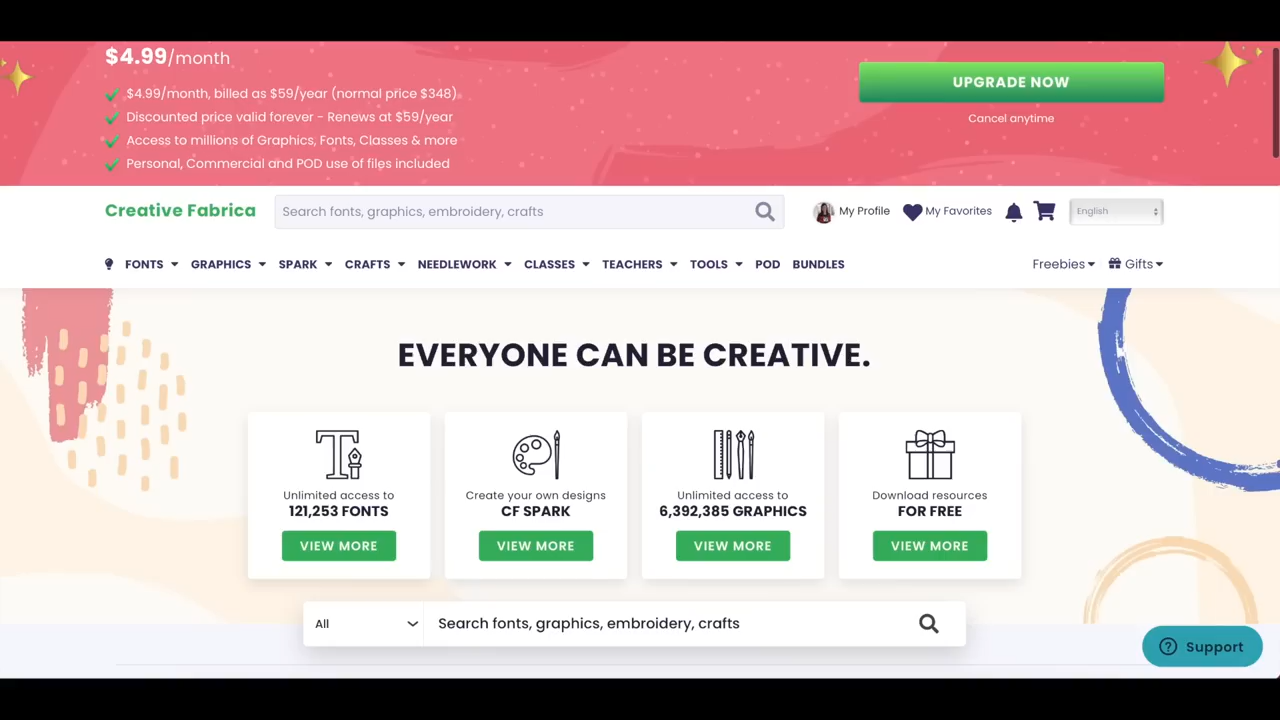 $4.99/month
$4.99/month, billed as $59/year (normal price $348)
Discounted price valid forever - Renews at $59/year
Access to millions of Graphics, Fonts, Classes & more
Personal, Commercial and POD use of files included
UPGRADE NOW
Cancel anytime
Creative Fabrica
Search fonts, graphics, embroidery, crafts
My Profile
My Favorites
English
FONTS GRAPHICS SPARK CRAFTS NEEDLEWORK CLASSES TEACHERS TOOLS POD BUNDLES
Freebies Gifts
EVERYONE CAN BE CREATIVE.
Unlimited access to
121,253 FONTS
VIEW MORE
Create your own designs
CF SPARK
VIEW MORE
Unlimited access to
6,392,385 GRAPHICS
VIEW MORE
Download resources
FOR FREE
VIEW MORE
All
Search fonts, graphics, embroidery, crafts
Support